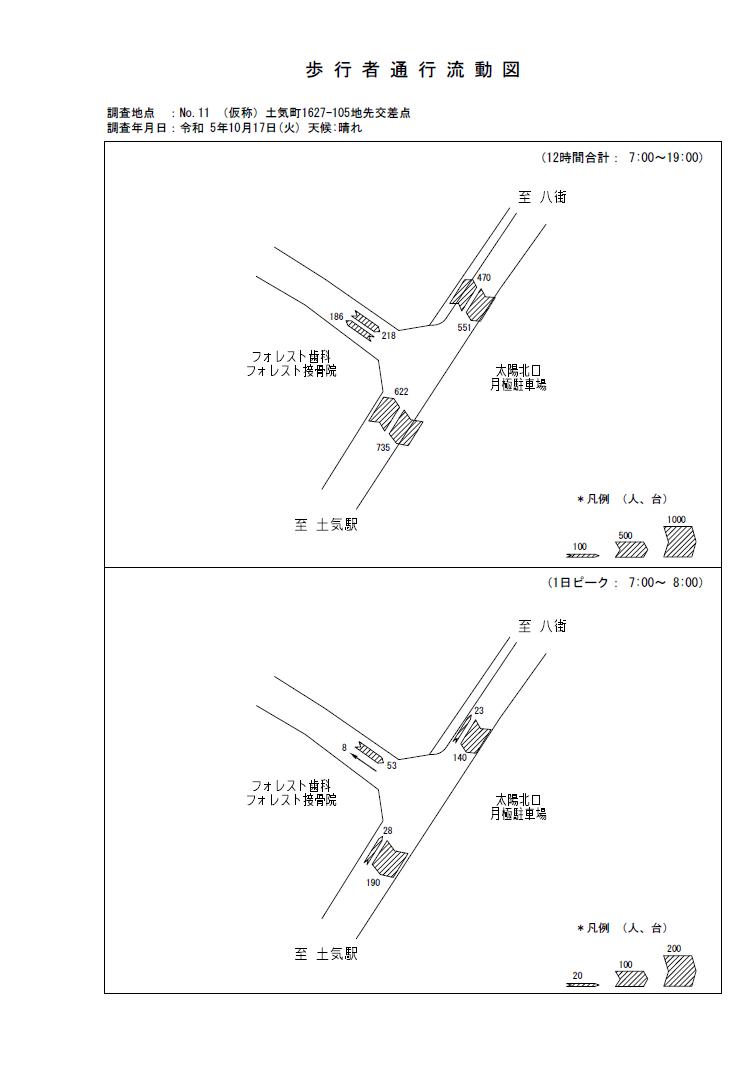 歩行者通行流動図
調査地点　：No.11　（仮称）土気町1627-105地先交差点
調査年月日：令和 5年10月17日(火) 天候:晴れ
（12時間合計： 7:00～19:00）
至 八街
470
551
186
218
フォレスト歯科
フォレスト接骨院
太陽北口
月極駐車場
622
735
至 土気駅
＊凡例　（人、台）
100
500
1000
（1日ピーク： 7:00～ 8:00）
至 八街
23
140
8
53
フォレスト歯科
フォレスト接骨院
太陽北口
月極駐車場
28
190
至 土気駅
＊凡例　（人、台）
20
100
200